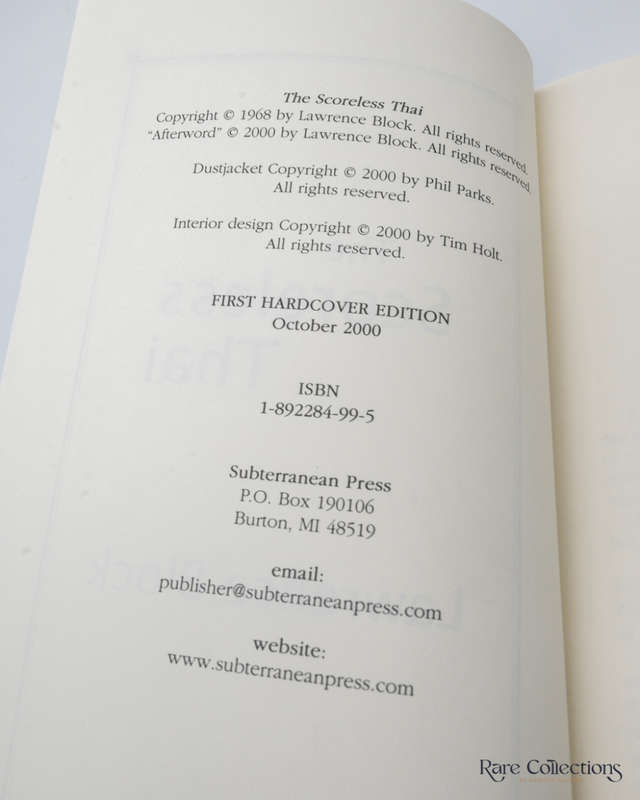 The Scoreless Thai
Copyright © 1968 by Lawrence Block. All rights reserved.
"Afterword" © 2000 by Lawrence Block. All rights reserved.
Dustjacket Copyright © 2000 by Phil Parks.
All rights reserved.
Interior design Copyright © 2000 by Tim Holt.
All rights reserved.
FIRST HARDCOVER EDITION
October 2000
ISBN
1-892284-99-5
Subterranean Press
P.O. Box 190106
Burton, MI 48519
email:
publisher@subterraneanpress.com
website:
www.subterraneanpress.com
Rare Collections